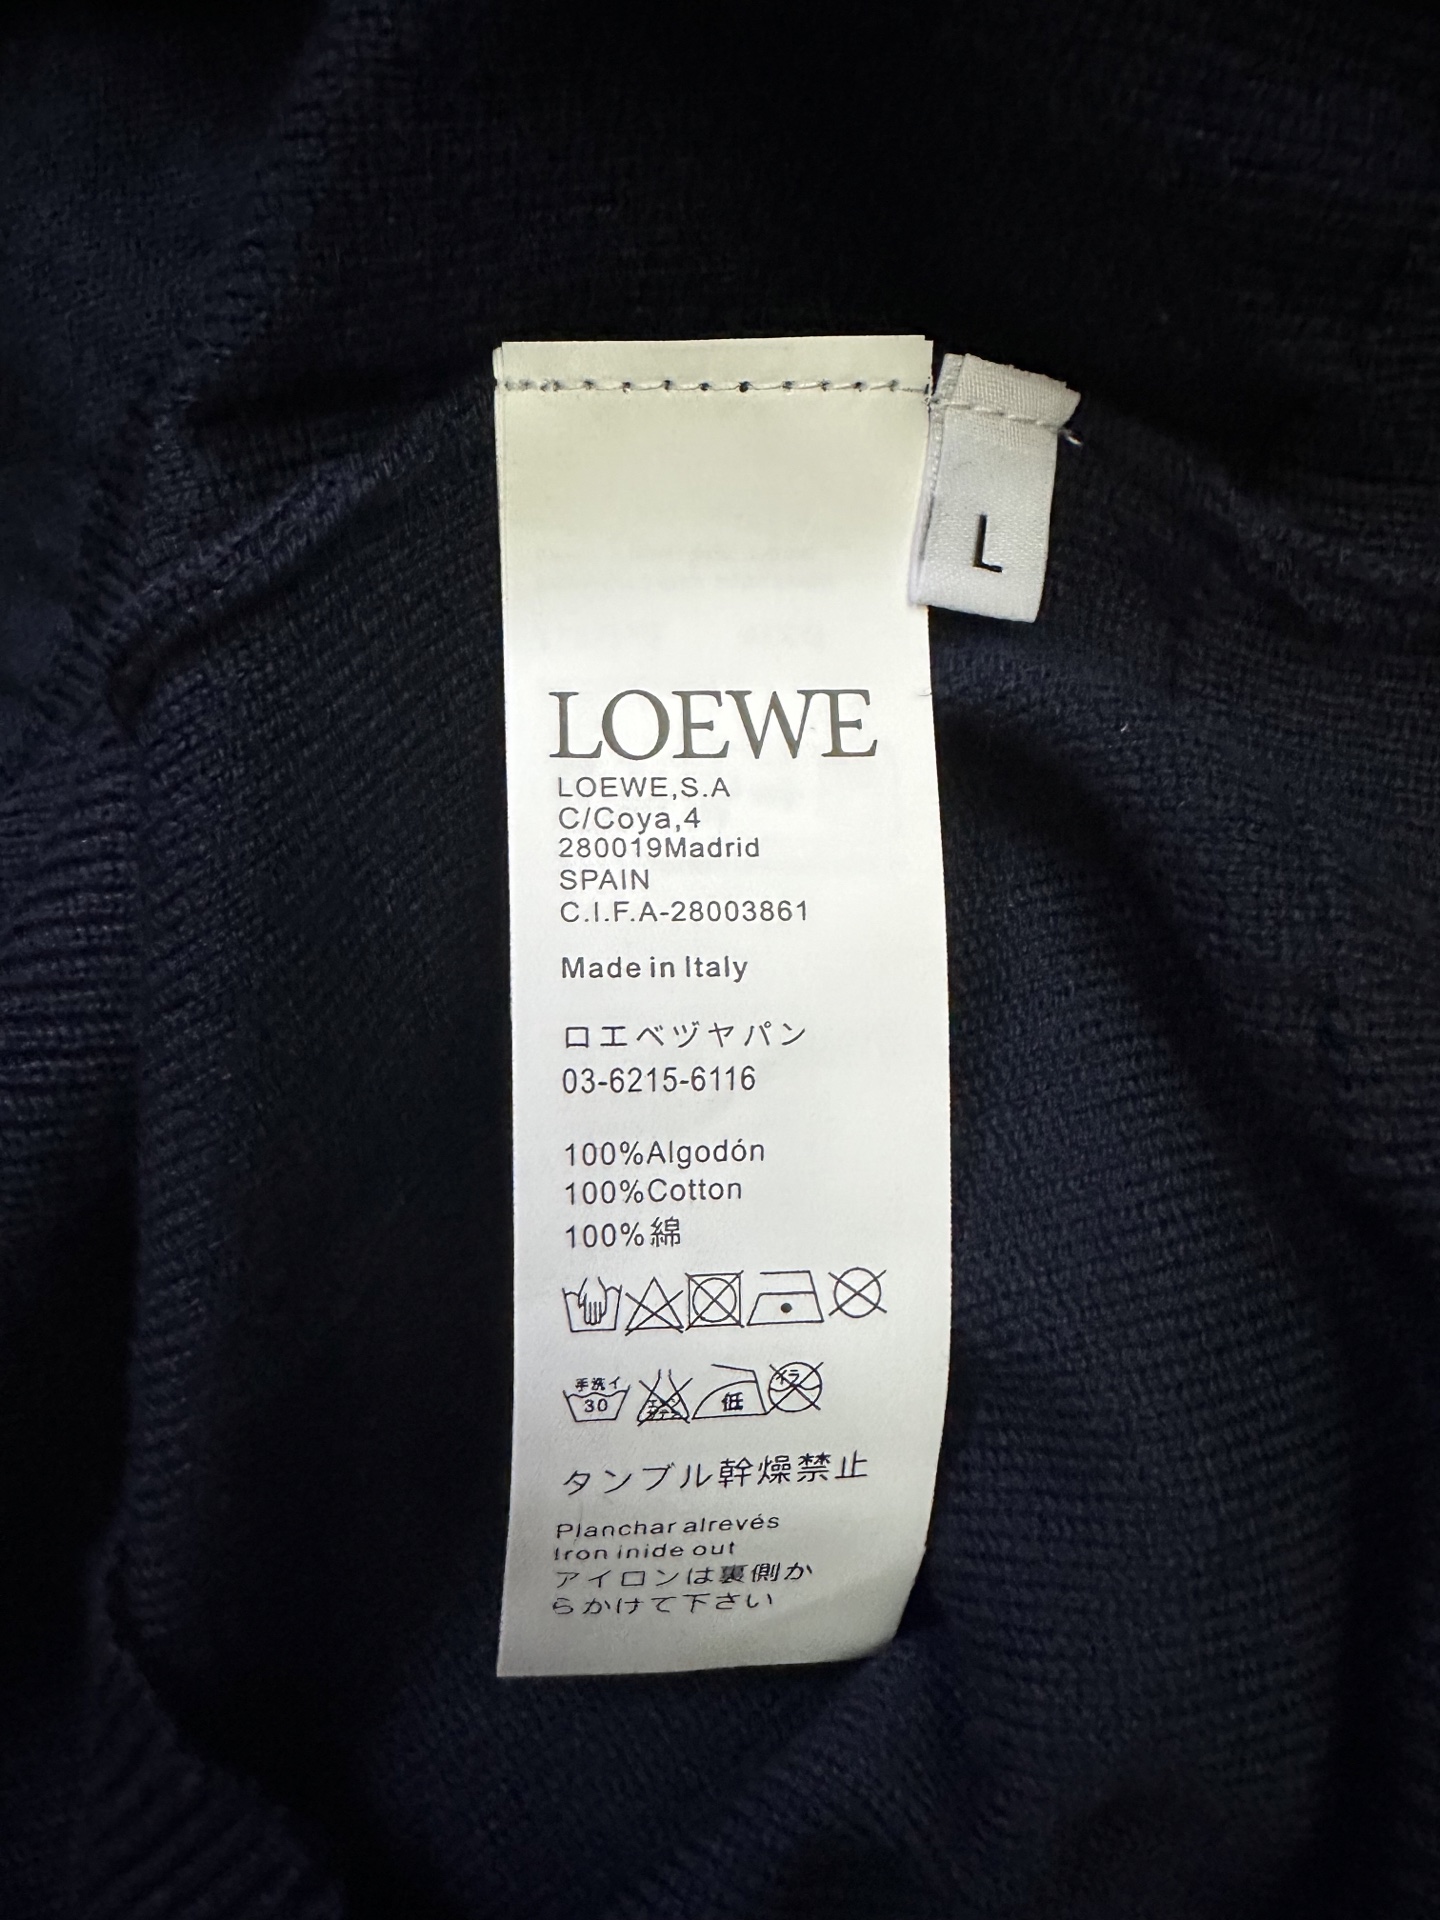 L
LOEWE
LOEWE,S.A
C/Coya,4
280019Madrid
SPAIN
C.I.F.A-28003861
Made in Italy
ロエベヅヤパン
03-6215-6116
100%Algodón
100%Cotton
100%綿
手洗イ
30
低
タンブル幹燥禁止
Planchar alrevés
Iron inide out
アイロンは裏側か
らかけて下さい